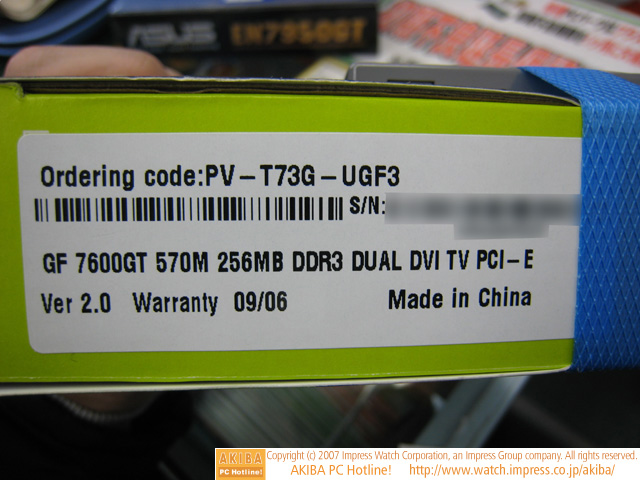 ASUS EN7950GT
Ordering code:PV-T73G-UGF3
S/N:
GF 7600GT 570M 256MB DDR3 DUAL DVI TV PCI-E
Ver 2.0 Warranty 09/06 Made in China
AKIBA PC Hotline!
Copyright (c) 2007 Impress Watch Corporation, an Impress Group company. All rights reserved.
AKIBA PC Hotline! http://www.watch.impress.co.jp/akiba/